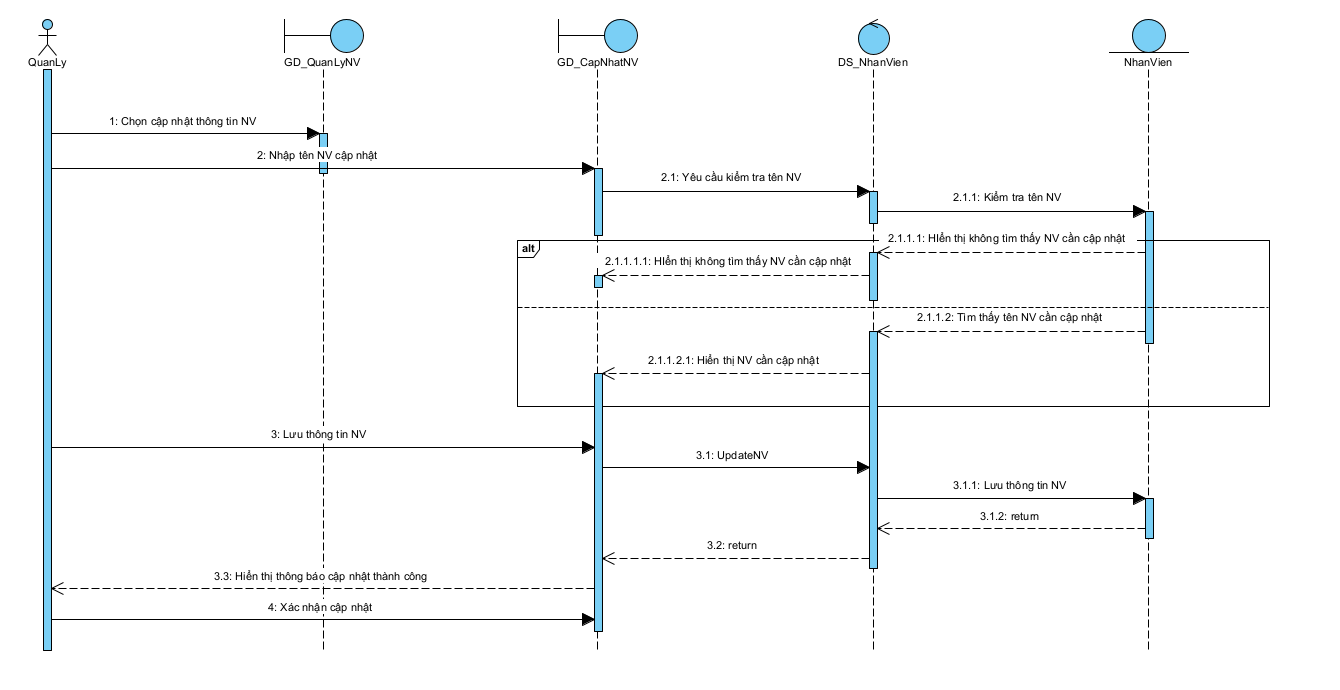 QuanLy
GD_QuanLyNV
GD_CapNhatNV
DS_NhanVien
NhanVien
1: Chọn cập nhật thông tin NV
2: Nhập tên NV cập nhật
2.1: Yêu cầu kiểm tra tên NV
2.1.1: Kiểm tra tên NV
alt
2.1.1.1: HIển thị không tìm thấy NV cần cập nhật
2.1.1.1.1: HIển thị không tìm thấy NV cần cập nhật
2.1.1.2: Tìm thấy tên NV cần cập nhật
2.1.1.2.1: Hiển thị NV cần cập nhật
3: Lưu thông tin NV
3.1: UpdateNV
3.1.1: Lưu thông tin NV
3.1.2: return
3.2: return
3.3: Hiển thị thông báo cập nhật thành công
4: Xác nhận cập nhật